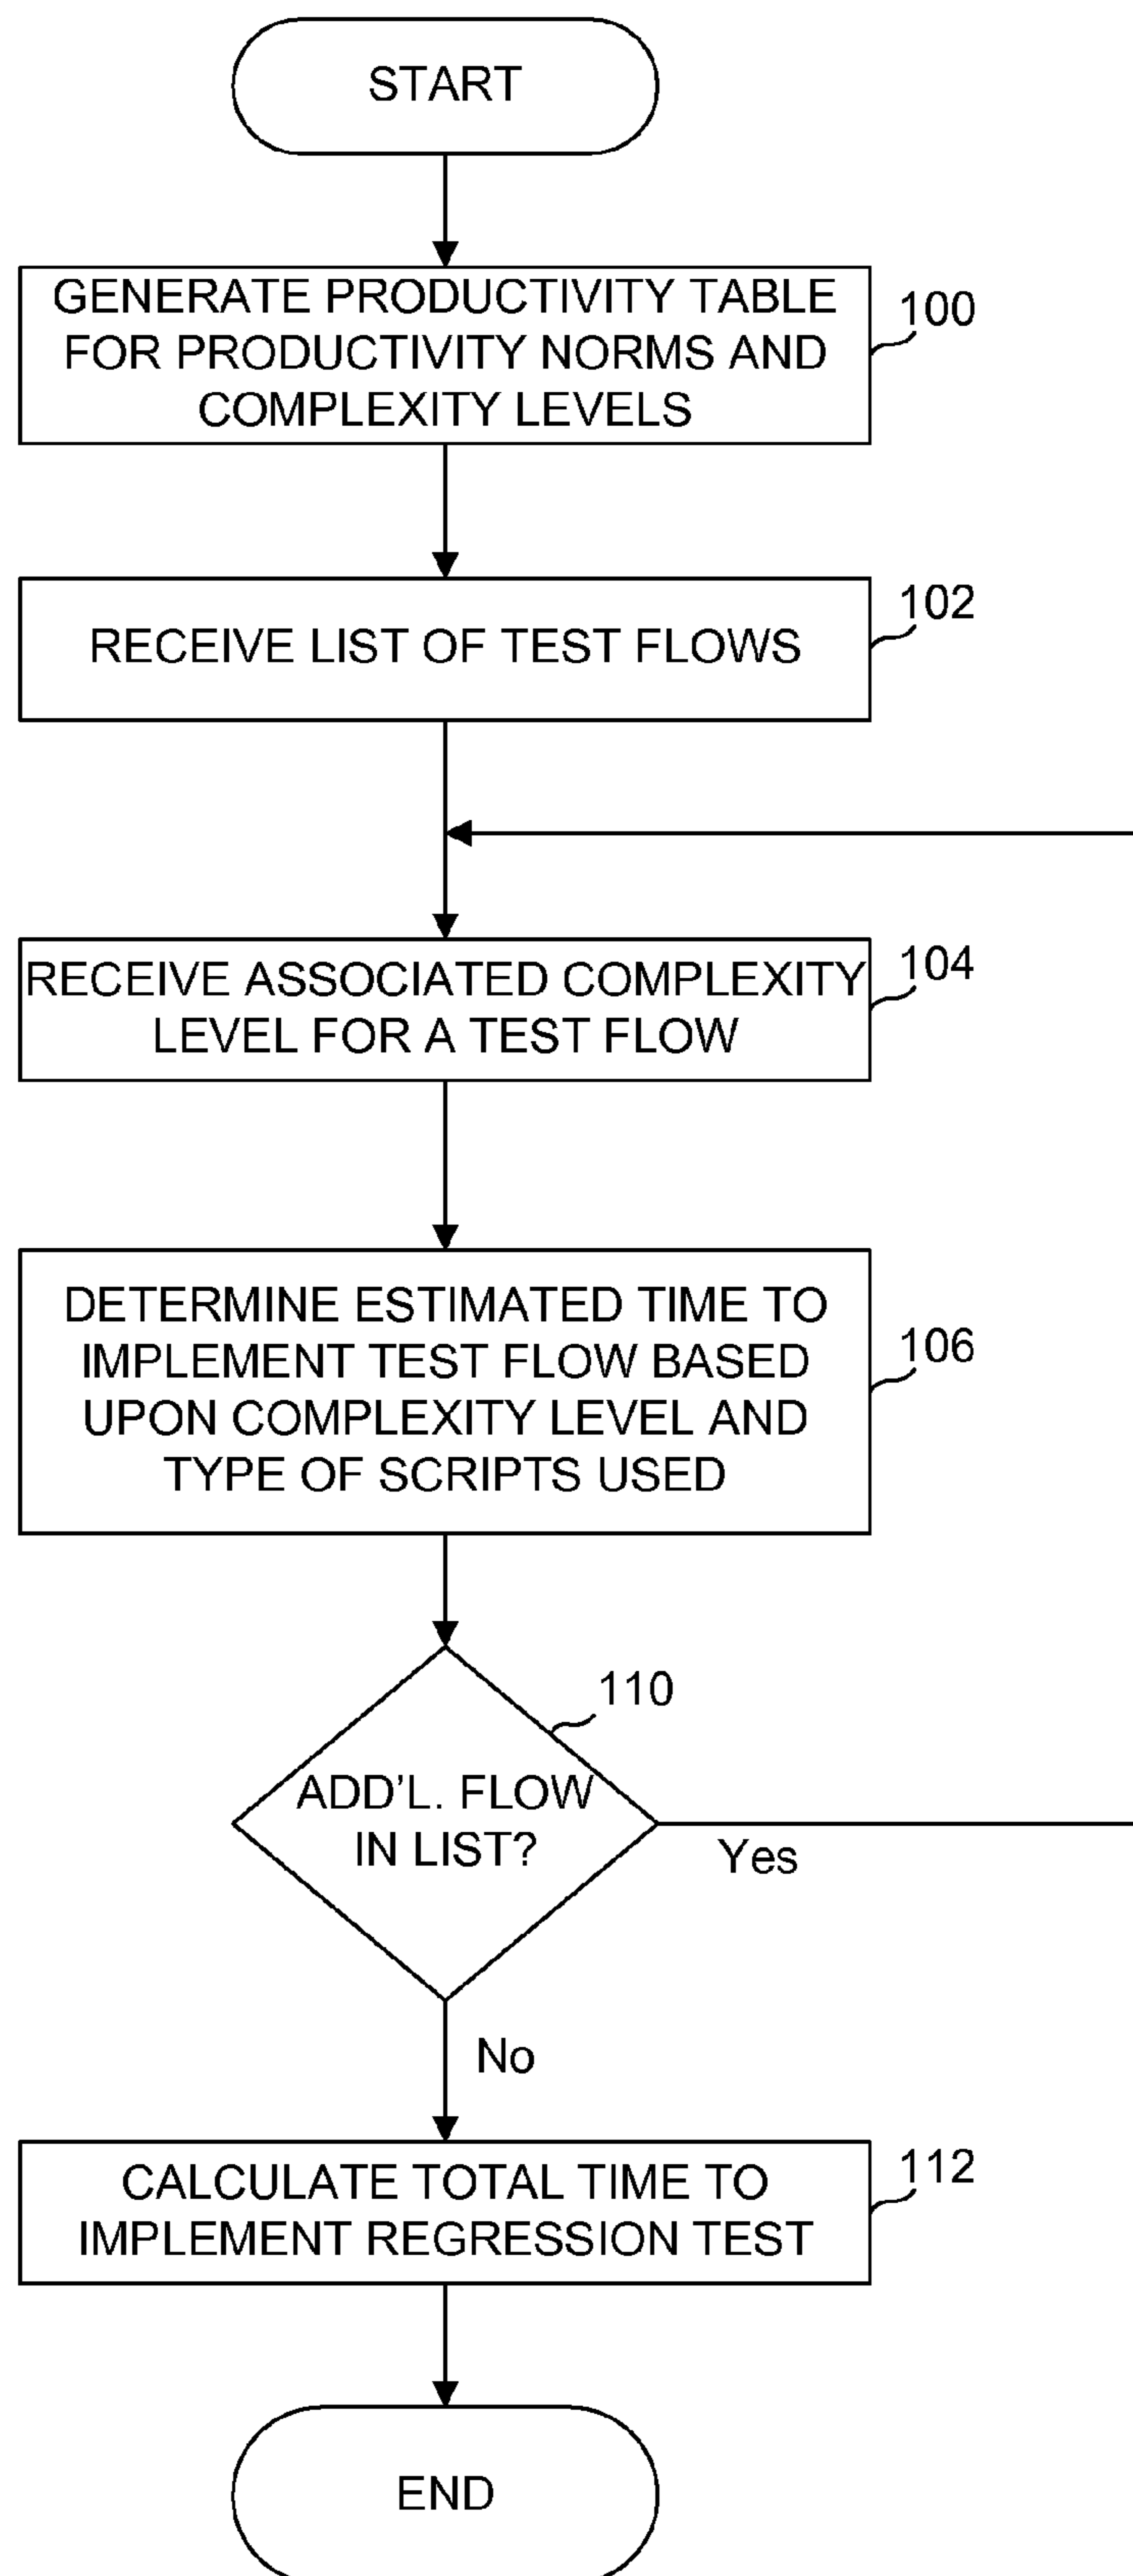 START
GENERATE PRODUCTIVITY TABLE
FOR PRODUCTIVITY NORMS AND
COMPLEXITY LEVELS
100
RECEIVE LIST OF TEST FLOWS
102
RECEIVE ASSOCIATED COMPLEXITY
LEVEL FOR A TEST FLOW
104
DETERMINE ESTIMATED TIME TO
IMPLEMENT TEST FLOW BASED
UPON COMPLEXITY LEVEL AND
TYPE OF SCRIPTS USED
106
110
ADD'L. FLOW
IN LIST?
Yes
No
CALCULATE TOTAL TIME TO
IMPLEMENT REGRESSION TEST
112
END